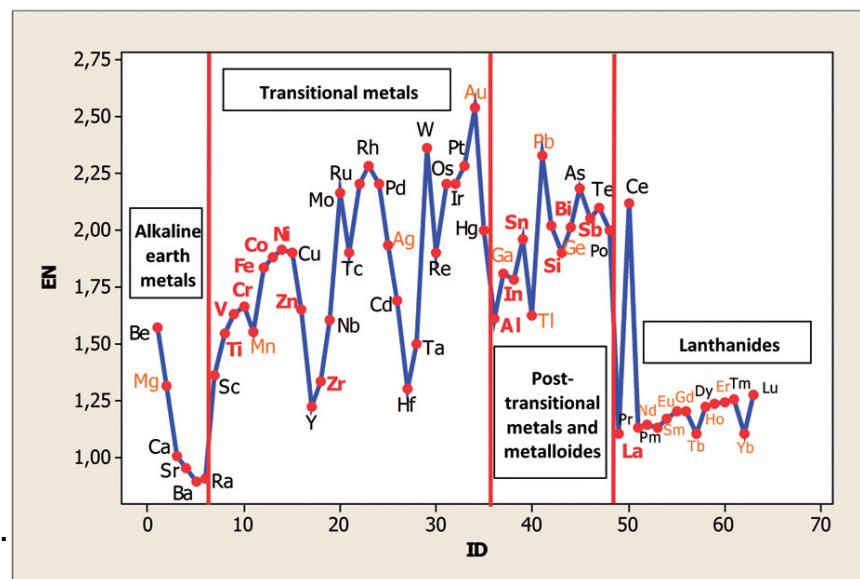 2,75
2,50
2,25
2,00
1,75
1,50
1,25
1,00
EN
0
10
20
30
40
50
60
70
ID
Alkaline
earth
metals
Transitional metals
Post-
transitional
metals and
metalloides
Lanthanides
Be
Mg
Ca
Sr
Ba
Ra
Sc
Ti
V
Cr
Mn
Fe
Co
Ni
Cu
Zn
Y
Zr
Nb
Mo
Tc
Ru
Rh
Pd
Ag
Cd
Hf
Ta
W
Re
Os
Ir
Pt
Au
Hg
Al
Ga
In
Sn
Tl
Pb
Bi
Si
Ge
As
Sb
Te
Po
La
Ce
Pr
Nd
Pm
Sm
Eu
Gd
Tb
Dy
Ho
Er
Tm
Yb
Lu
.